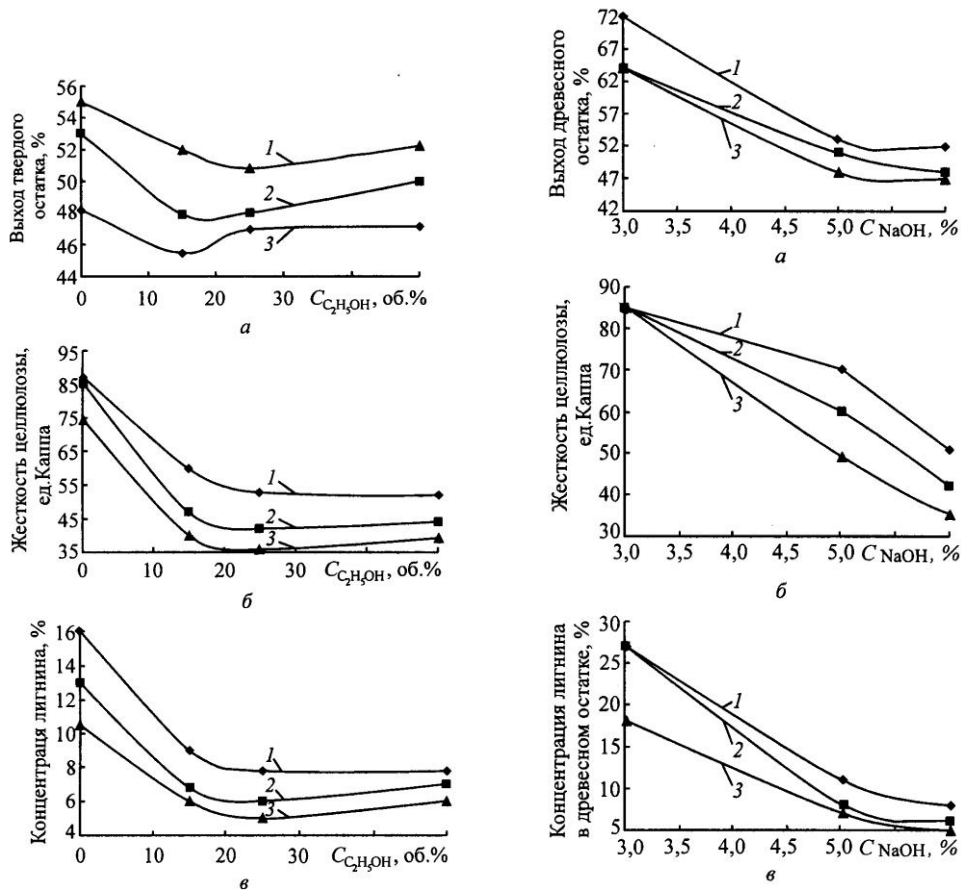 Выход твердого
остатка, %
56
54
52
50
48
46
44
1
2
3
0 10 20 30 C C₂H₅OH, об.%
а
Жесткость целлюлозы,
ед.Каппа
95
85
75
65
55
45
35
1
2
3
0 10 20 30 C C₂H₅OH, об.%
б
Концентраця лигнина, %
16
14
12
10
8
6
4
1
2
3
0 10 20 30 C C₂H₅OH, об.%
в
Выход древесного
остатка, %
72
67
62
57
52
47
42
1
2
3
3,0 3,5 4,0 4,5 5,0 C NaOH, %
а
Жесткость целлюлозы,
ед.Каппа
90
80
70
60
50
40
30
1
2
3
3,0 3,5 4,0 4,5 5,0 C NaOH, %
б
Концентрация лигнина
в древесном остатке, %
30
25
20
15
10
5
1
2
3
3,0 3,5 4,0 4,5 5,0 C NaOH, %
в